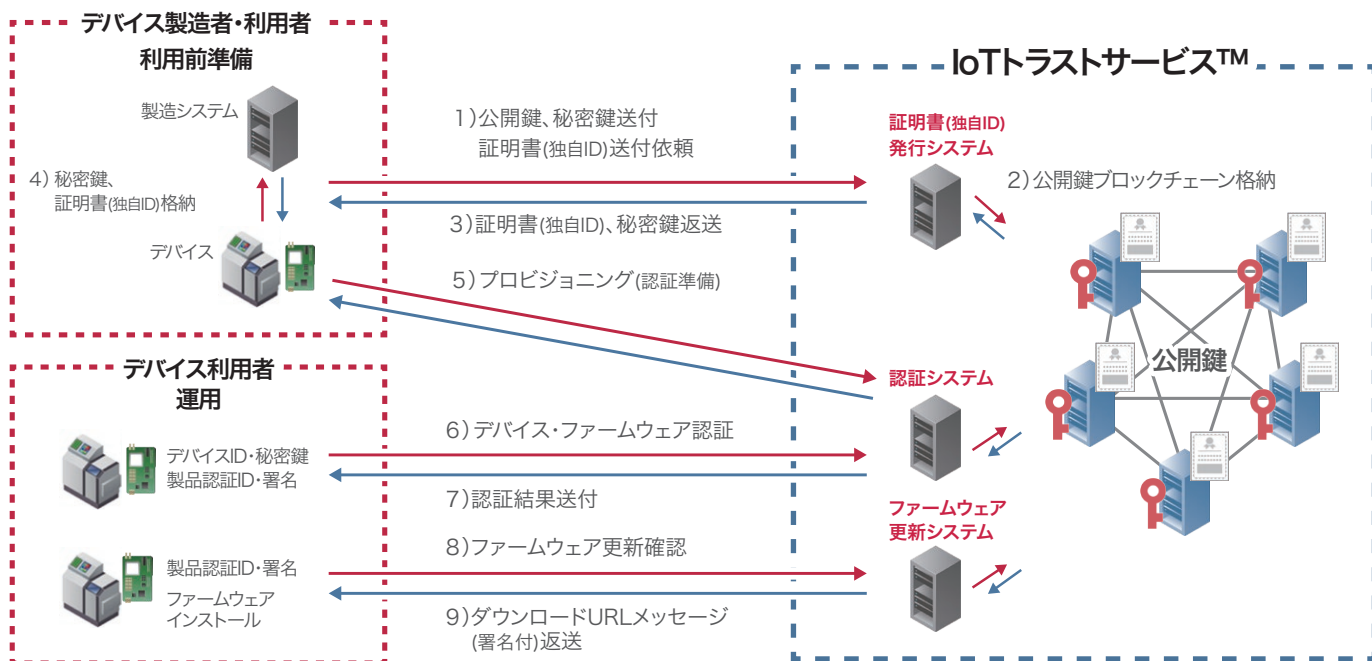 デバイス製造者・利用者
利用前準備
製造システム
4）秘密鍵、
証明書(独自ID)格納
デバイス
1）公開鍵、秘密鍵送付
証明書(独自ID)送付依頼
3）証明書(独自ID)、秘密鍵返送
5）プロビジョニング(認証準備)
IoTトラストサービス™
証明書(独自ID)
発行システム
2）公開鍵ブロックチェーン格納
公開鍵
認証システム
デバイス利用者
運用
デバイスID・秘密鍵
製品認証ID・署名
6）デバイス・ファームウェア認証
7）認証結果送付
ファームウェア
更新システム
製品認証ID・署名
ファームウェア
インストール
8）ファームウェア更新確認
9）ダウンロードURLメッセージ
(署名付)返送